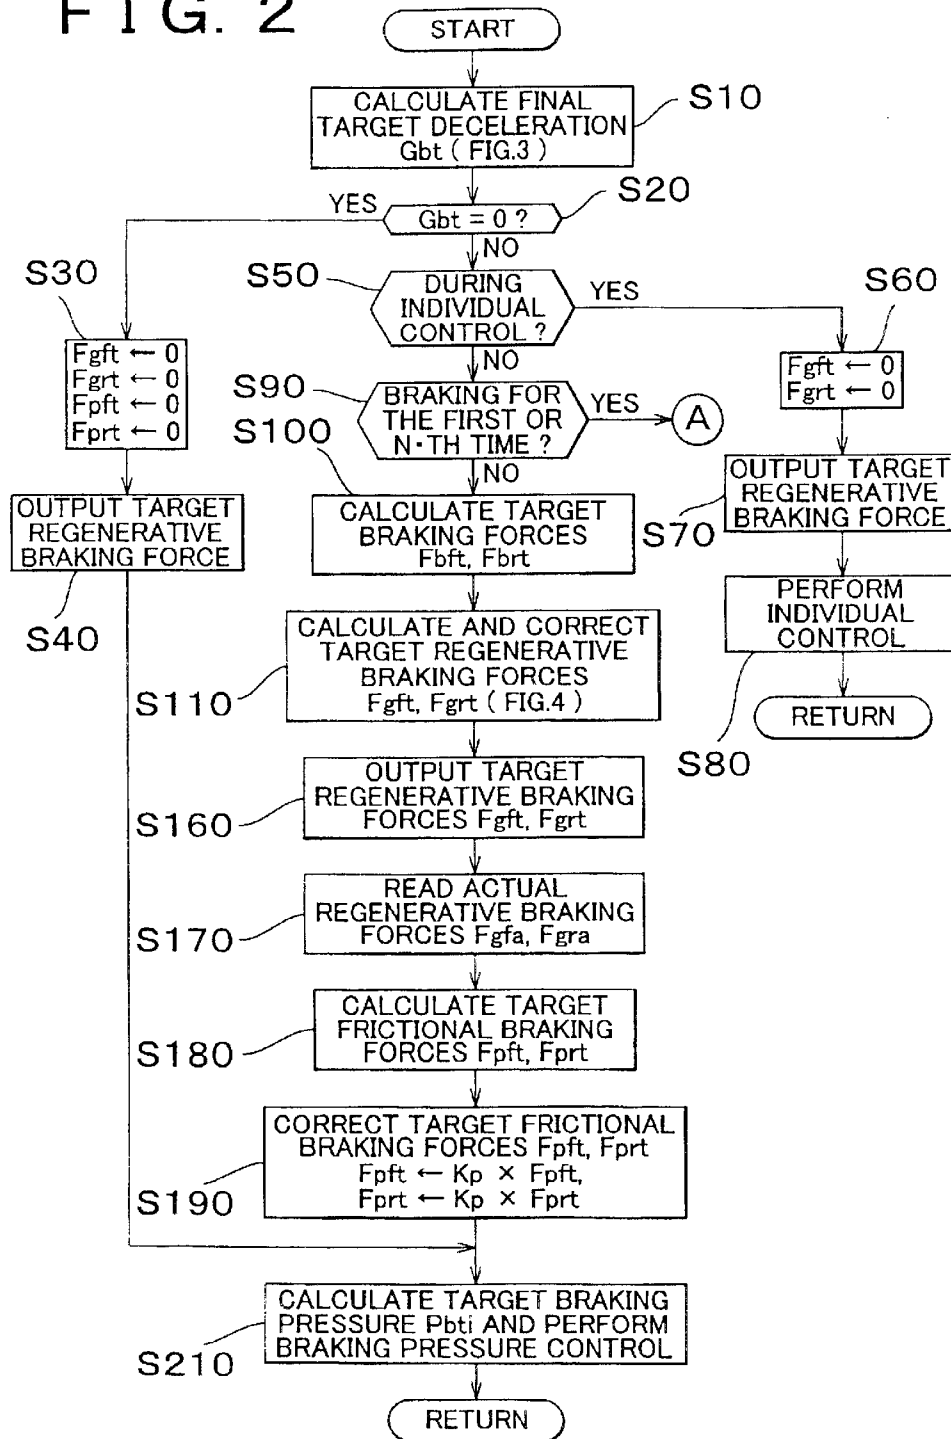 FIG. 2
START
CALCULATE FINAL
TARGET DECELERATION
Gbt ( FIG.3 )
S10
S20
YES
Gbt = 0 ?
NO
S30
Fgft ← 0
Fgrt ← 0
Fpft ← 0
Fprt ← 0
S50
DURING
INDIVIDUAL
CONTROL ?
YES
NO
S60
Fgft ← 0
Fgrt ← 0
S90
BRAKING FOR
THE FIRST OR
N·TH TIME ?
YES
A
NO
S100
OUTPUT TARGET
REGENERATIVE
BRAKING FORCE
S40
CALCULATE TARGET
BRAKING FORCES
Fbft, Fbrt
OUTPUT TARGET
REGENERATIVE
BRAKING FORCE
S70
PERFORM
INDIVIDUAL
CONTROL
S80
RETURN
CALCULATE AND CORRECT
TARGET REGENERATIVE
BRAKING FORCES
Fgft, Fgrt ( FIG.4 )
S110
OUTPUT TARGET
REGENERATIVE BRAKING
FORCES Fgft, Fgrt
S160
READ ACTUAL
REGENERATIVE BRAKING
FORCES Fgfa, Fgra
S170
CALCULATE TARGET
FRICTIONAL BRAKING
FORCES Fpft, Fprt
S180
CORRECT TARGET FRICTIONAL
BRAKING FORCES Fpft, Fprt
Fpft ← Kp × Fpft,
Fprt ← Kp × Fprt
S190
CALCULATE TARGET BRAKING
PRESSURE Pbti AND PERFORM
BRAKING PRESSURE CONTROL
S210
RETURN